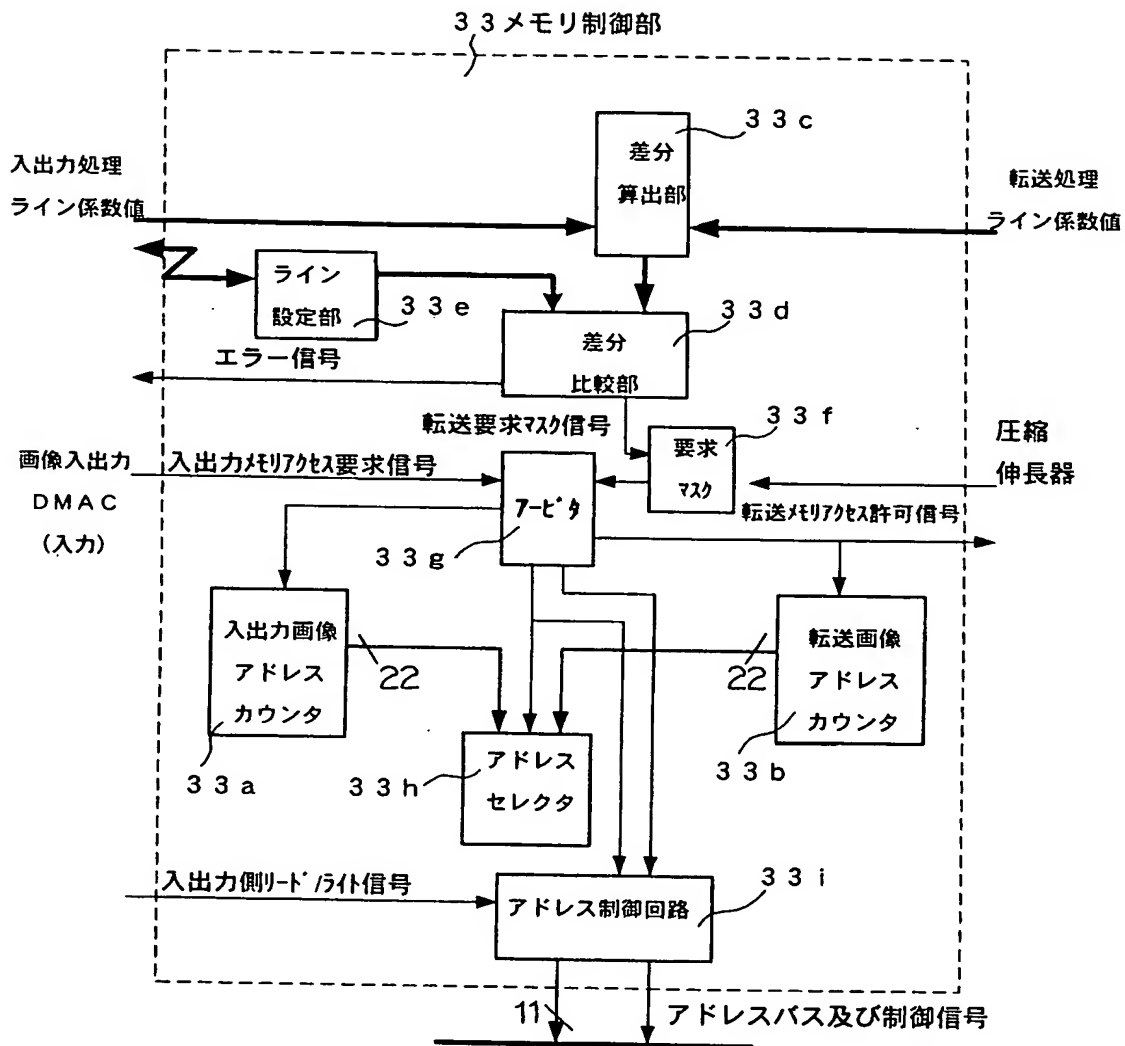 ３３メモリ制御部
３３ｃ
差分
算出部
入出力処理
ライン係数値
転送処理
ライン係数値
ライン
設定部
３３ｅ
３３ｄ
差分
比較部
エラー信号
転送要求マスク信号
３３ｆ
要求
ﾏｽｸ
圧縮
伸長器
画像入出力
ＤＭＡＣ
(入力)
入出力ﾒﾓﾘｱｸｾｽ要求信号
アービタ
３３ｇ
転送ﾒﾓﾘｱｸｾｽ許可信号
入出力画像
アドレス
カウンタ
22
３３ａ
転送画像
アドレス
カウンタ
22
３３ｂ
アドレス
セレクタ
３３ｈ
入出力側ﾘｰﾄﾞ/ﾗｲﾄ信号
アドレス制御回路
３３ｉ
11
アドレスバス及び制御信号